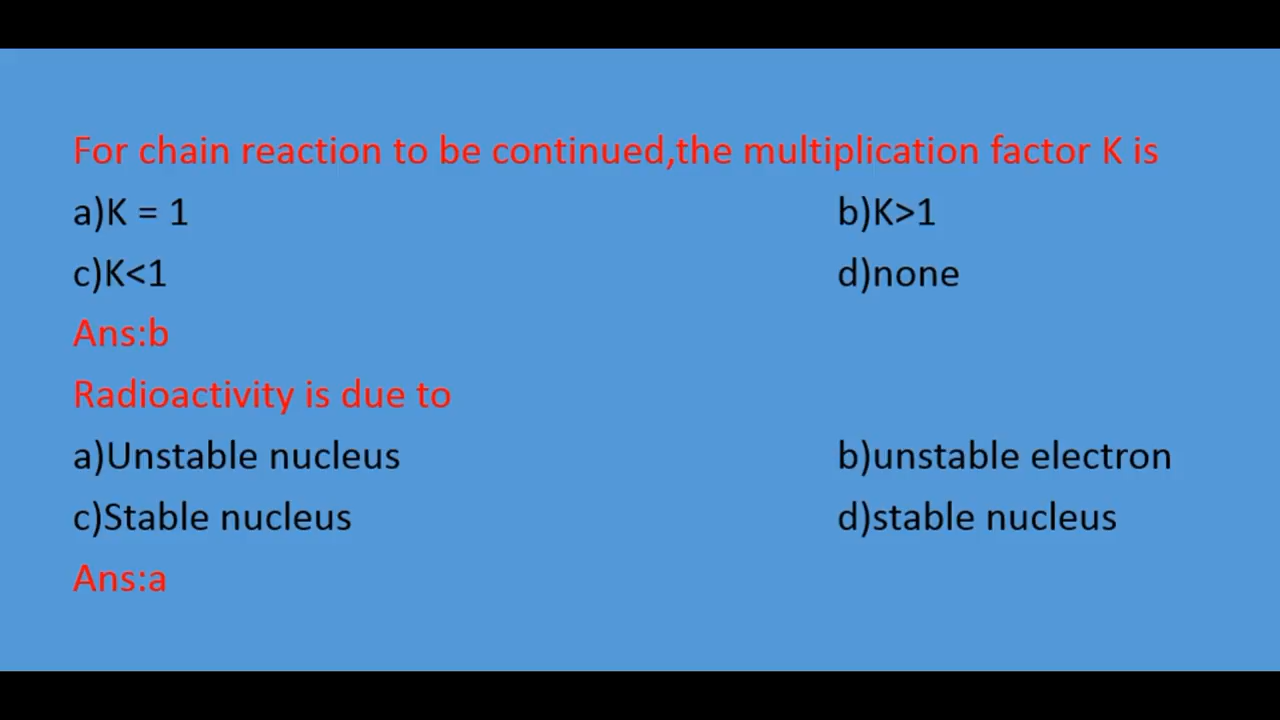 For chain reaction to be continued,the multiplication factor K is
a)K = 1 b)K>1
c)K<1 d)none
Ans:b
Radioactivity is due to
a)Unstable nucleus b)unstable electron
c)Stable nucleus d)stable nucleus
Ans:a